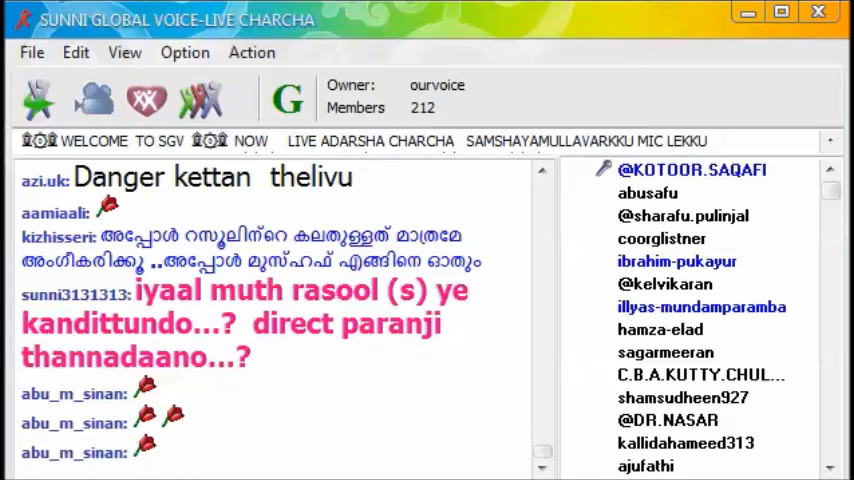 SUNNI GLOBAL VOICE-LIVE CHARCHA
File Edit View Option Action
G
Owner: ourvoice
Members 212
WELCOME TO SGV NOW LIVE ADARSHA CHARCHA SAMSHAYAMULLAVARKKU MIC LEKKU
azi.uk: Danger kettan thelivu
aamiaali:
kizhisseri: അപ്പോൾ റസൂലിന്റെ കലതുള്ളത് മാത്രമേ
അംഗീകരിക്കൂ ..അപ്പോൾ മുസ്ഹഫ് എങ്ങിനെ ഓതും
sunni3131313: iyaal muth rasool (s) ye
kandittundo...? direct paranji
thannadaano...?
abu_m_sinan:
abu_m_sinan:
abu_m_sinan:
@KOTOOR.SAQAFI
abusafu
@sharafu.pulinjal
coorglistner
ibrahim-pukayur
@kelvikaran
illyas-mundamparamba
hamza-elad
sagarmeeran
C.B.A.KUTTY.CHUL...
shamsudheen927
@DR.NASAR
kallidahameed313
ajufathi